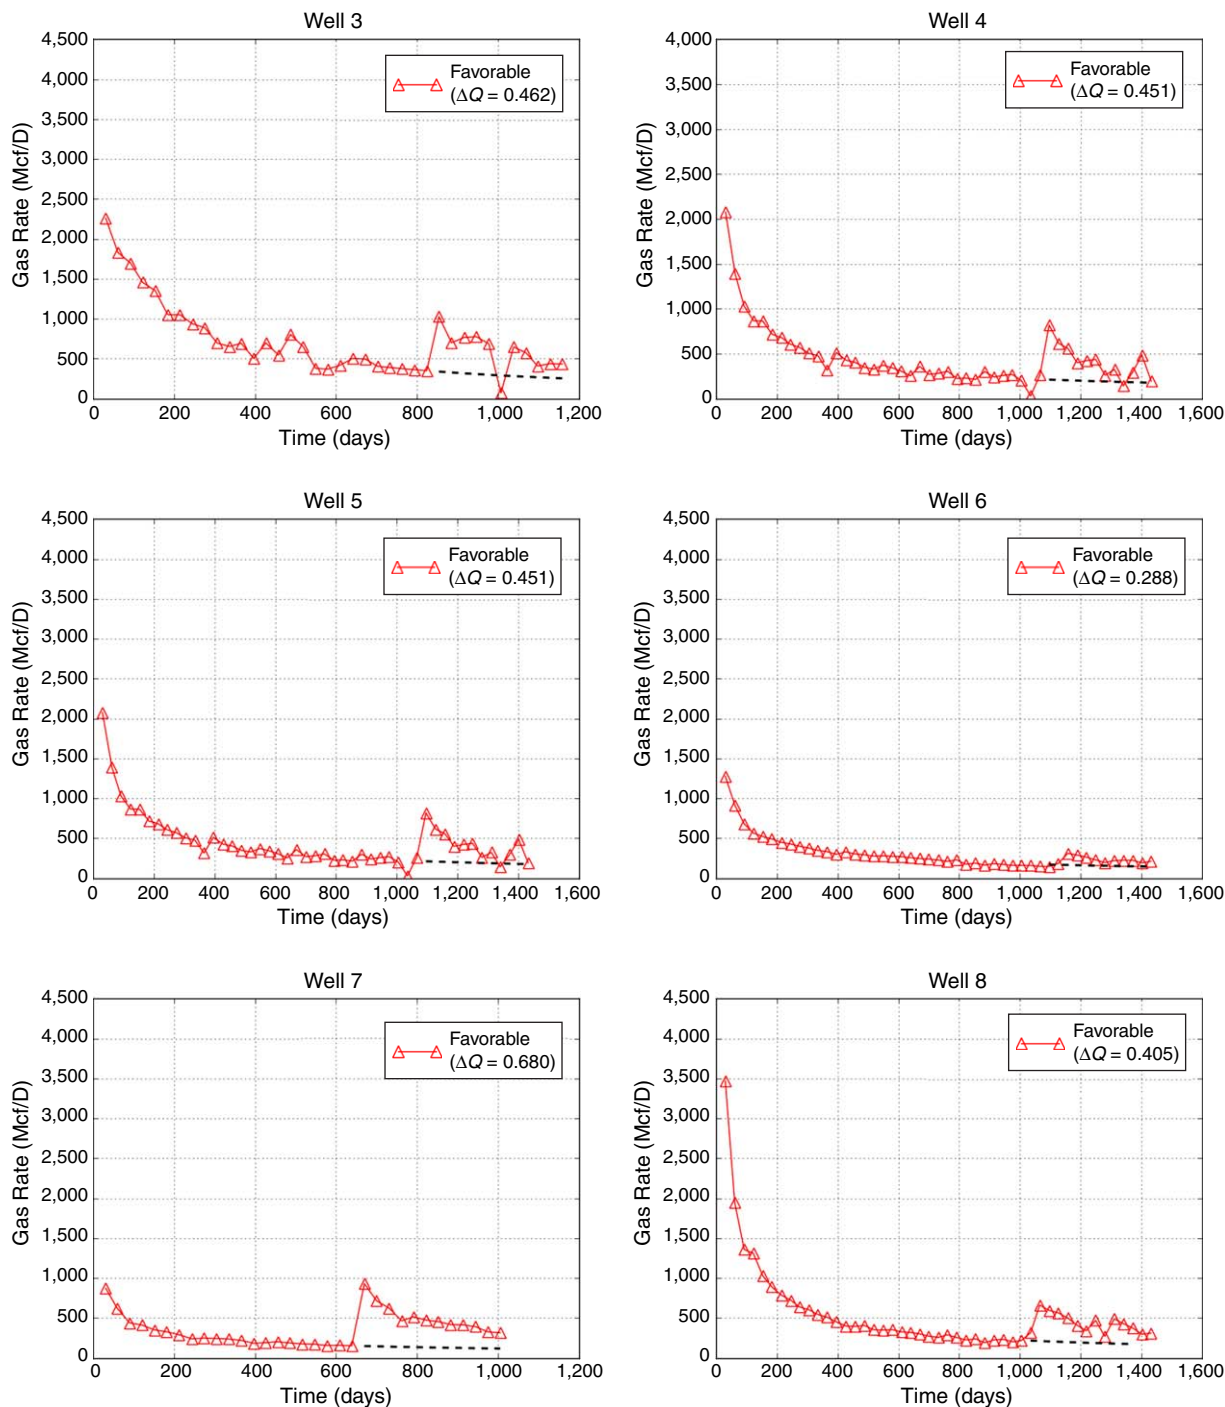 Well 3
4,500
4,000
3,500
3,000
2,500
2,000
1,500
1,000
500
0
Gas Rate (Mcf/D)
Favorable
(ΔQ = 0.462)
0 200 400 600 800 1,000 1,200
Time (days)
Well 4
4,000
3,500
3,000
2,500
2,000
1,500
1,000
500
0
Gas Rate (Mcf/D)
Favorable
(ΔQ = 0.451)
0 200 400 600 800 1,000 1,200 1,400 1,600
Time (days)
Well 5
4,500
4,000
3,500
3,000
2,500
2,000
1,500
1,000
500
0
Gas Rate (Mcf/D)
Favorable
(ΔQ = 0.451)
0 200 400 600 800 1,000 1,200 1,400 1,600
Time (days)
Well 6
4,500
4,000
3,500
3,000
2,500
2,000
1,500
1,000
500
0
Gas Rate (Mcf/D)
Favorable
(ΔQ = 0.288)
0 200 400 600 800 1,000 1,200 1,400 1,600
Time (days)
Well 7
4,500
4,000
3,500
3,000
2,500
2,000
1,500
1,000
500
0
Gas Rate (Mcf/D)
Favorable
(ΔQ = 0.680)
0 200 400 600 800 1,000 1,200
Time (days)
Well 8
4,500
4,000
3,500
3,000
2,500
2,000
1,500
1,000
500
0
Gas Rate (Mcf/D)
Favorable
(ΔQ = 0.405)
0 200 400 600 800 1,000 1,200 1,400 1,600
Time (days)